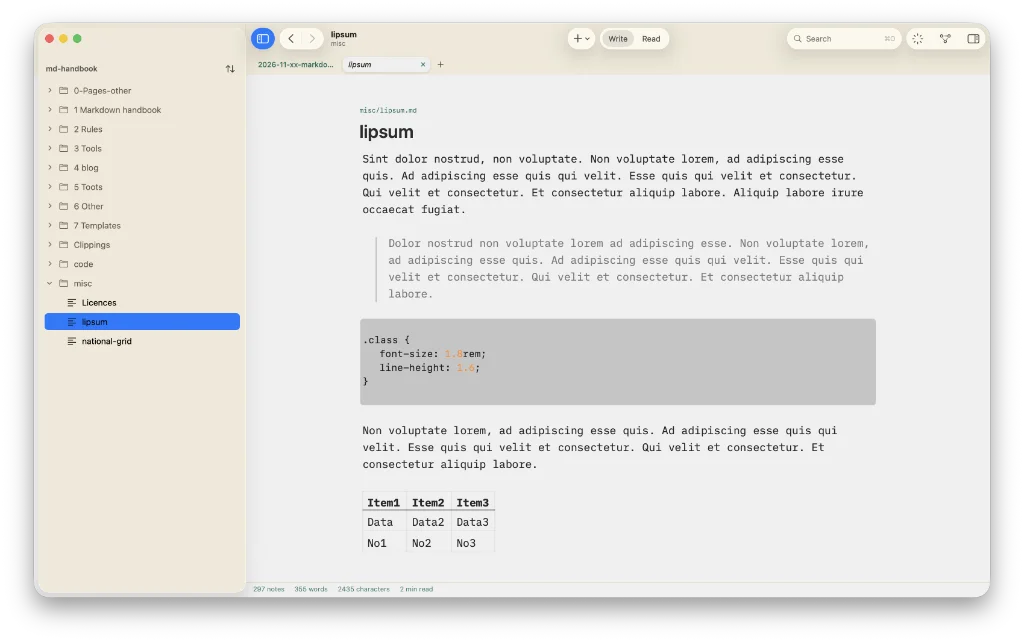 lipsum
misc
Write
Read
Search
md-handbook
2026-11-xx-markdo...
lipsum
0-Pages-other
1 Markdown handbook
2 Rules
3 Tools
4 blog
5 Toots
6 Other
7 Templates
Clippings
code
misc
Licences
lipsum
national-grid
misc/lipsum.md
lipsum
Sint dolor nostrud, non voluptate. Non voluptate lorem, ad adipiscing esse
quis. Ad adipiscing esse quis qui velit. Esse quis qui velit et consectetur.
Qui velit et consectetur. Et consectetur aliquip labore. Aliquip labore irure
occaecat fugiat.
Dolor nostrud non voluptate lorem ad adipiscing esse. Non voluptate lorem,
ad adipiscing esse quis. Ad adipiscing esse quis qui velit. Esse quis qui
velit et consectetur. Qui velit et consectetur. Et consectetur aliquip
labore.
.class {
font-size: 1.8rem;
line-height: 1.6;
}
Non voluptate lorem, ad adipiscing esse quis. Ad adipiscing esse quis qui
velit. Esse quis qui velit et consectetur. Qui velit et consectetur. Et
consectetur aliquip labore.
Item1 Item2 Item3
Data Data2 Data3
No1 No2 No3
297 notes 355 words 2435 characters 2 min read